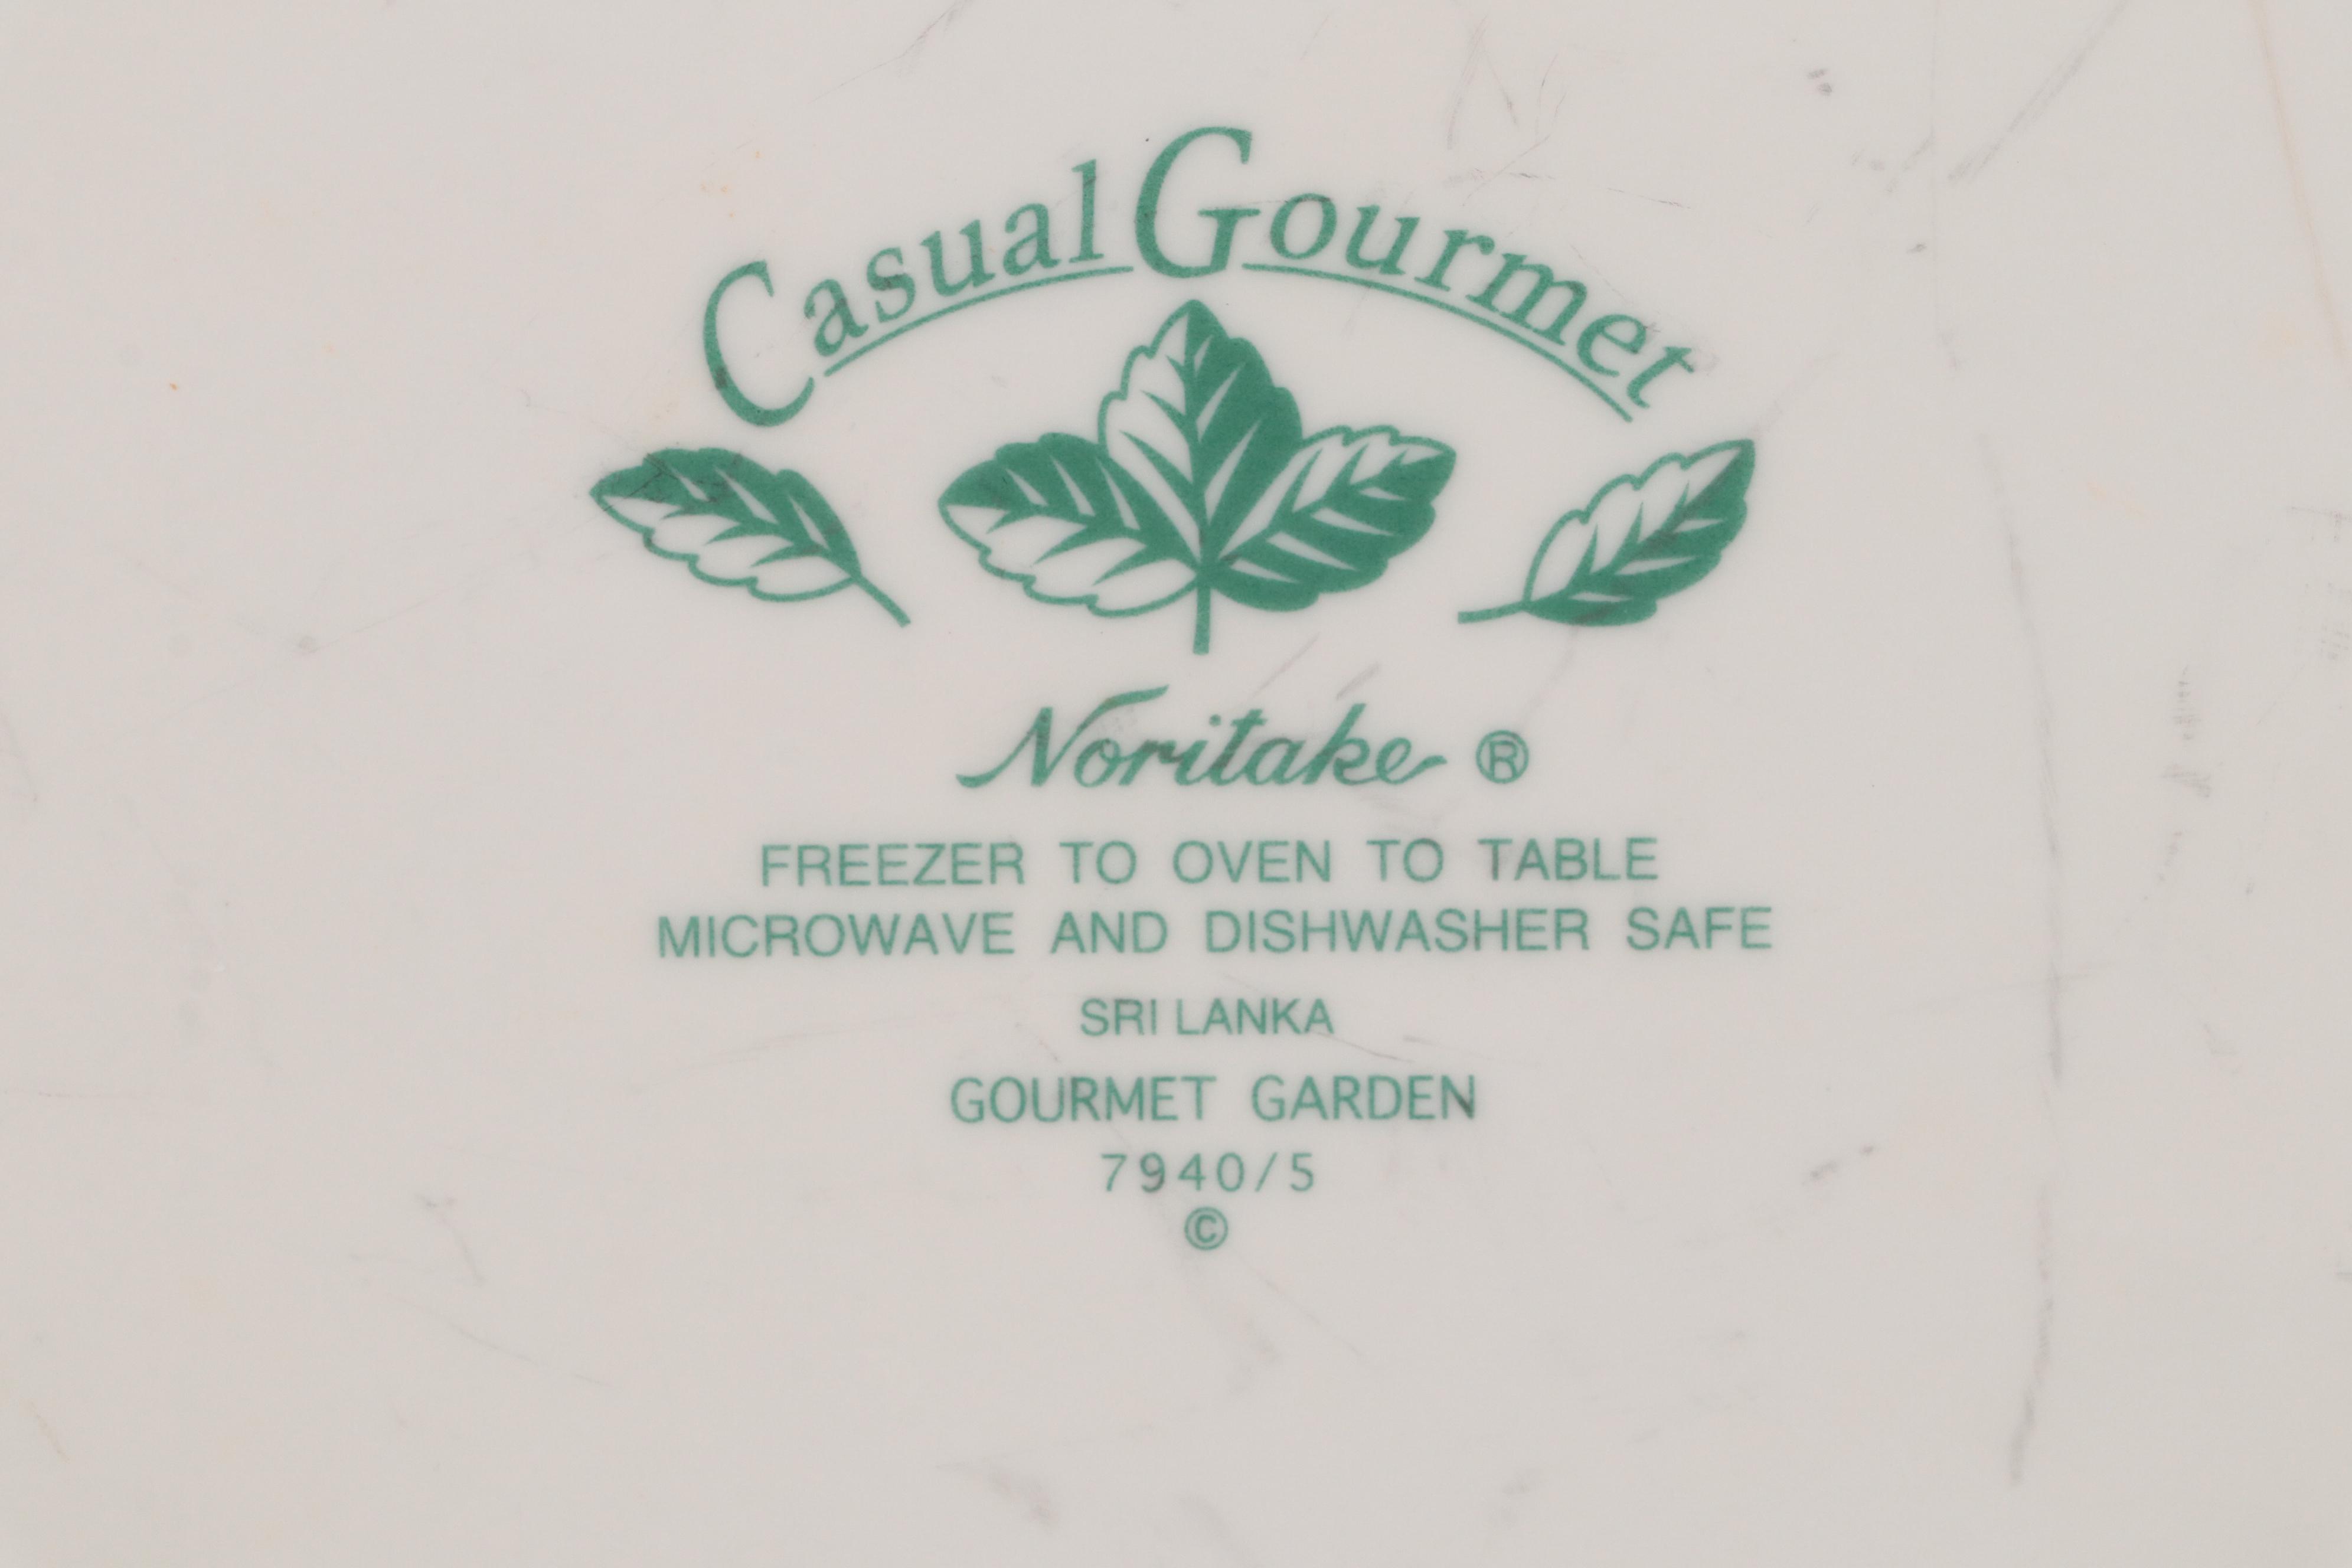 Casual Gourmet
Noritake ®
FREEZER TO OVEN TO TABLE
MICROWAVE AND DISHWASHER SAFE
SRI LANKA
GOURMET GARDEN
7940/5
©